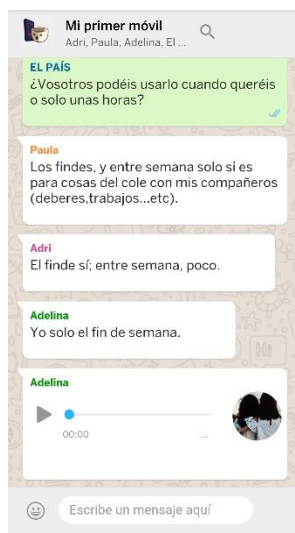 Mi primer móvil
Adri, Paula, Adelina, El ...
EL PAÍS
¿Vosotros podéis usarlo cuando queréis
o solo unas horas?
Paula
Los findes, y entre semana solo si es
para cosas del cole con mis compañeros
(deberes,trabajos...etc).
Adri
El finde sí; entre semana, poco.
Adelina
Yo solo el fin de semana.
Adelina
00:00
...
Escribe un mensaje aquí